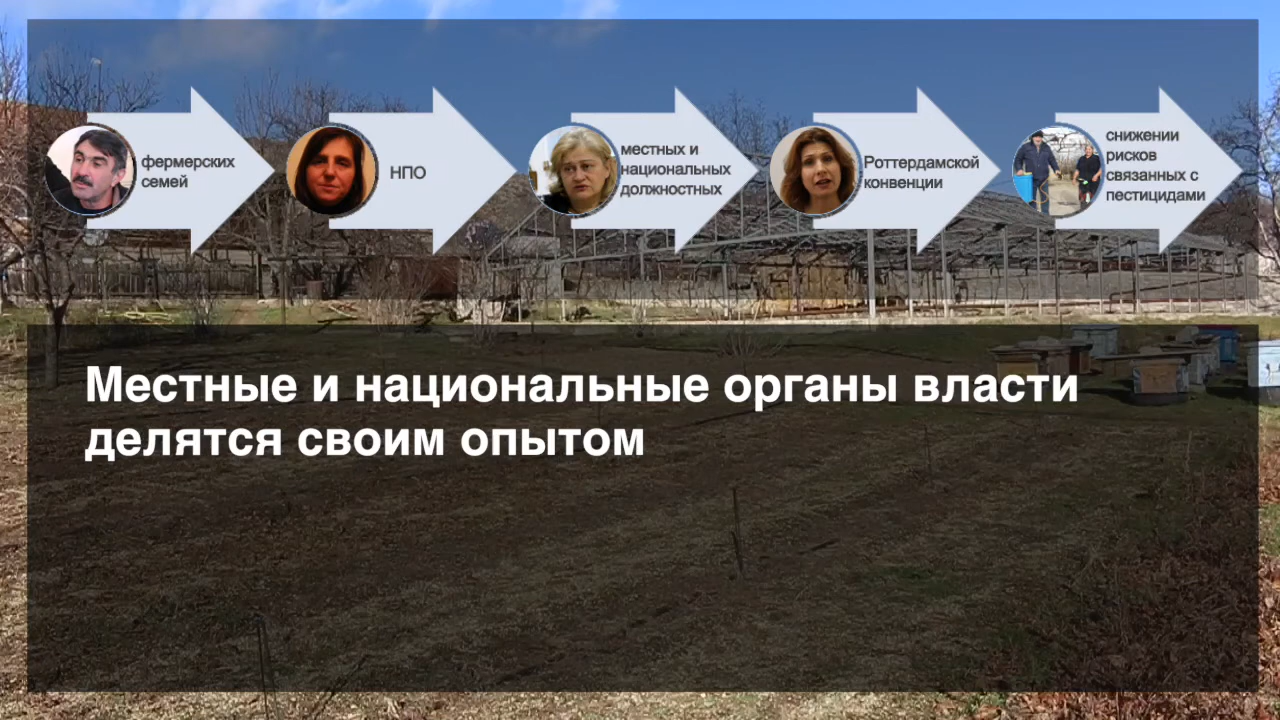 фермерских
семей
НПО
местных и
национальных
должностных
Роттердамской
конвенции
снижении
рисков
связанных с
пестицидами
Местные и национальные органы власти
делятся своим опытом